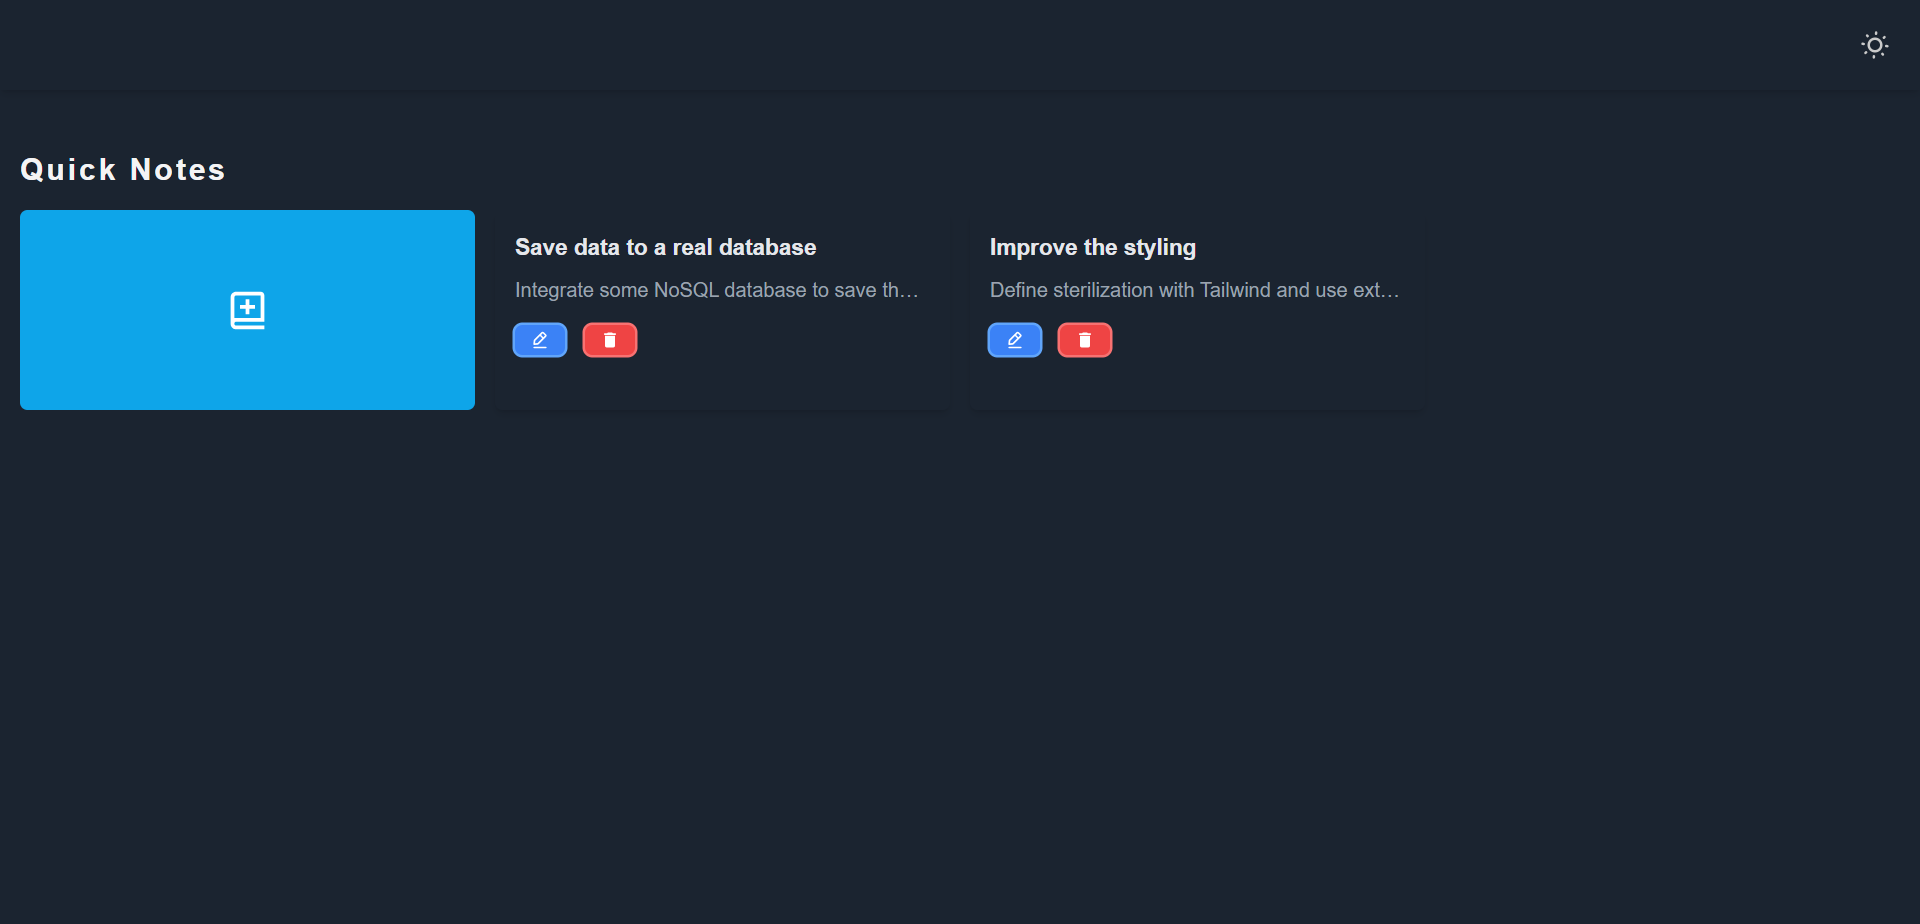 Quick Notes
Save data to a real database
Integrate some NoSQL database to save th...
Improve the styling
Define sterilization with Tailwind and use ext...